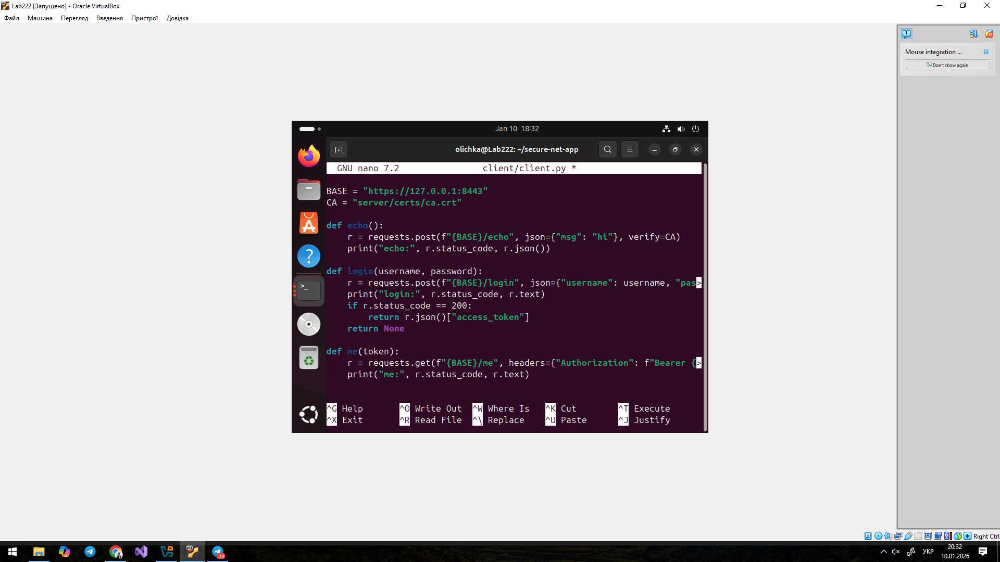 Lab222 [Запущено] - Oracle VirtualBox
Файл Машина Перегляд Введення Пристрої Довідка
Mouse integration ...
Don't show again
Jan 10 18:32
olichka@Lab222: ~/secure-net-app
GNU nano 7.2 client/client.py *
BASE = "https://127.0.0.1:8443"
CA = "server/certs/ca.crt"
def echo():
r = requests.post(f"{BASE}/echo", json={"msg": "hi"}, verify=CA)
print("echo:", r.status_code, r.json())
def login(username, password):
r = requests.post(f"{BASE}/login", json={"username": username, "pas>
print("login:", r.status_code, r.text)
if r.status_code == 200:
return r.json()["access_token"]
return None
def me(token):
r = requests.get(f"{BASE}/me", headers={"Authorization": f"Bearer {>
print("me:", r.status_code, r.text)
^G Help ^O Write Out ^W Where Is ^K Cut ^T Execute
^X Exit ^R Read File ^\ Replace ^U Paste ^J Justify
Right Ctrl
14
УКР
20:32
10.01.2026